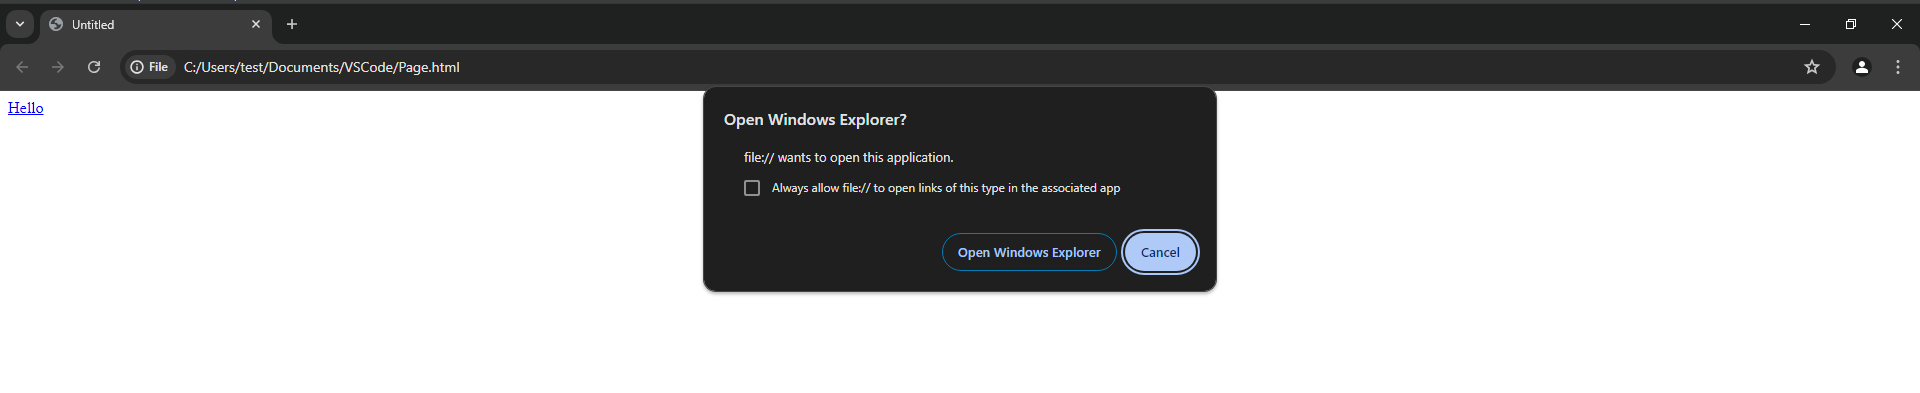 Untitled
File C:/Users/test/Documents/VSCode/Page.html
Hello
Open Windows Explorer?
file:// wants to open this application.
Always allow file:// to open links of this type in the associated app
Open Windows Explorer Cancel